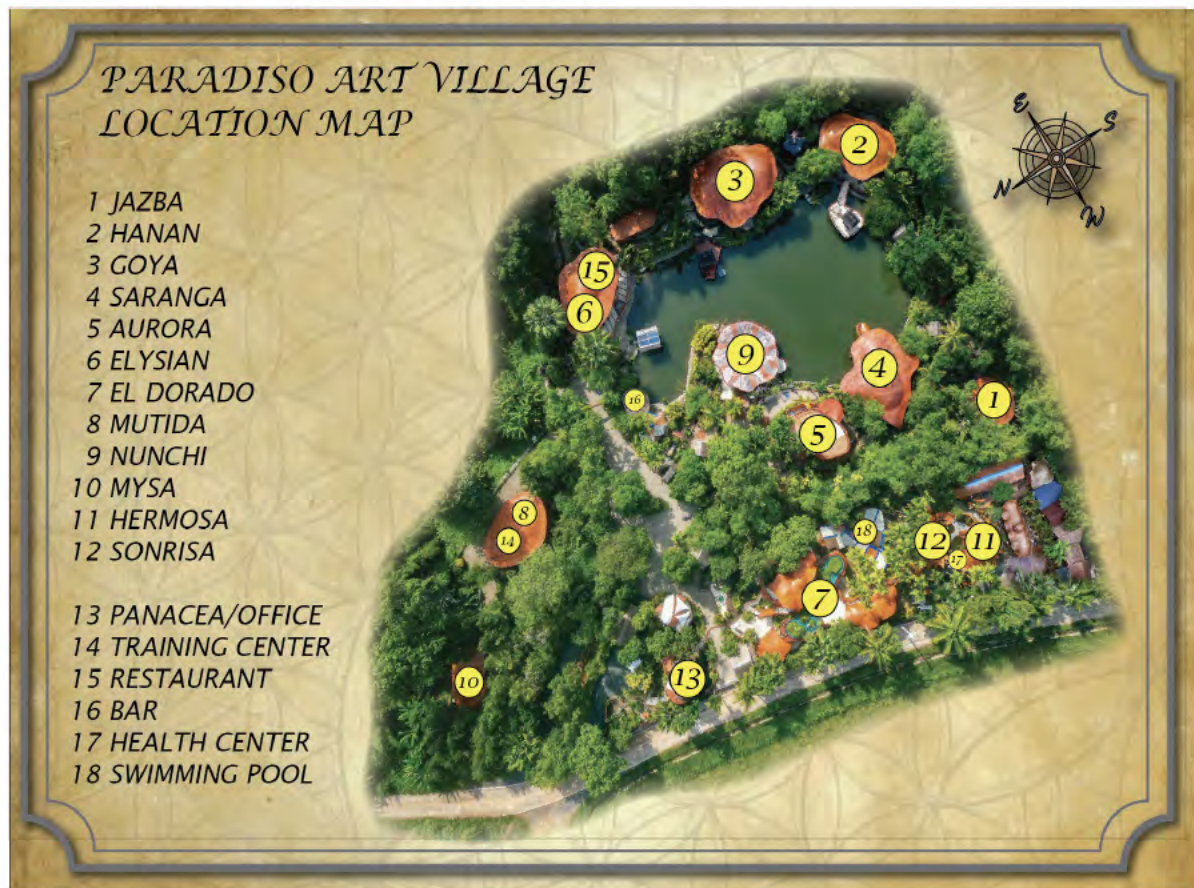 PARADISO ART VILLAGE
LOCATION MAP
1 JAZBA
2 HANAN
3 GOYA
4 SARANGA
5 AURORA
6 ELYSIAN
7 EL DORADO
8 MUTIDA
9 NUNCHI
10 MYSA
11 HERMOSA
12 SONRISA
13 PANACEA/OFFICE
14 TRAINING CENTER
15 RESTAURANT
16 BAR
17 HEALTH CENTER
18 SWIMMING POOL
E
S
N
W
2
3
15
6
9
4
16
1
5
8
14
18
12
17
11
7
10
13